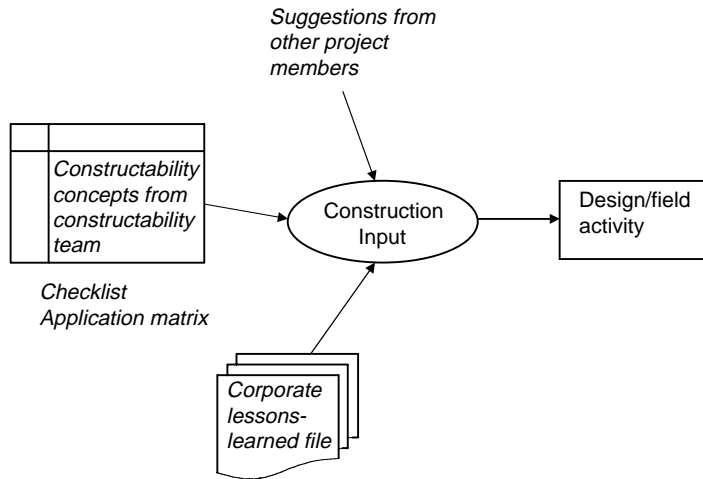 Suggestions from
other project
members
Constructability
concepts from
constructability
team
Construction
Input
Design/field
activity
Checklist
Application matrix
Corporate
lessons-
learned file